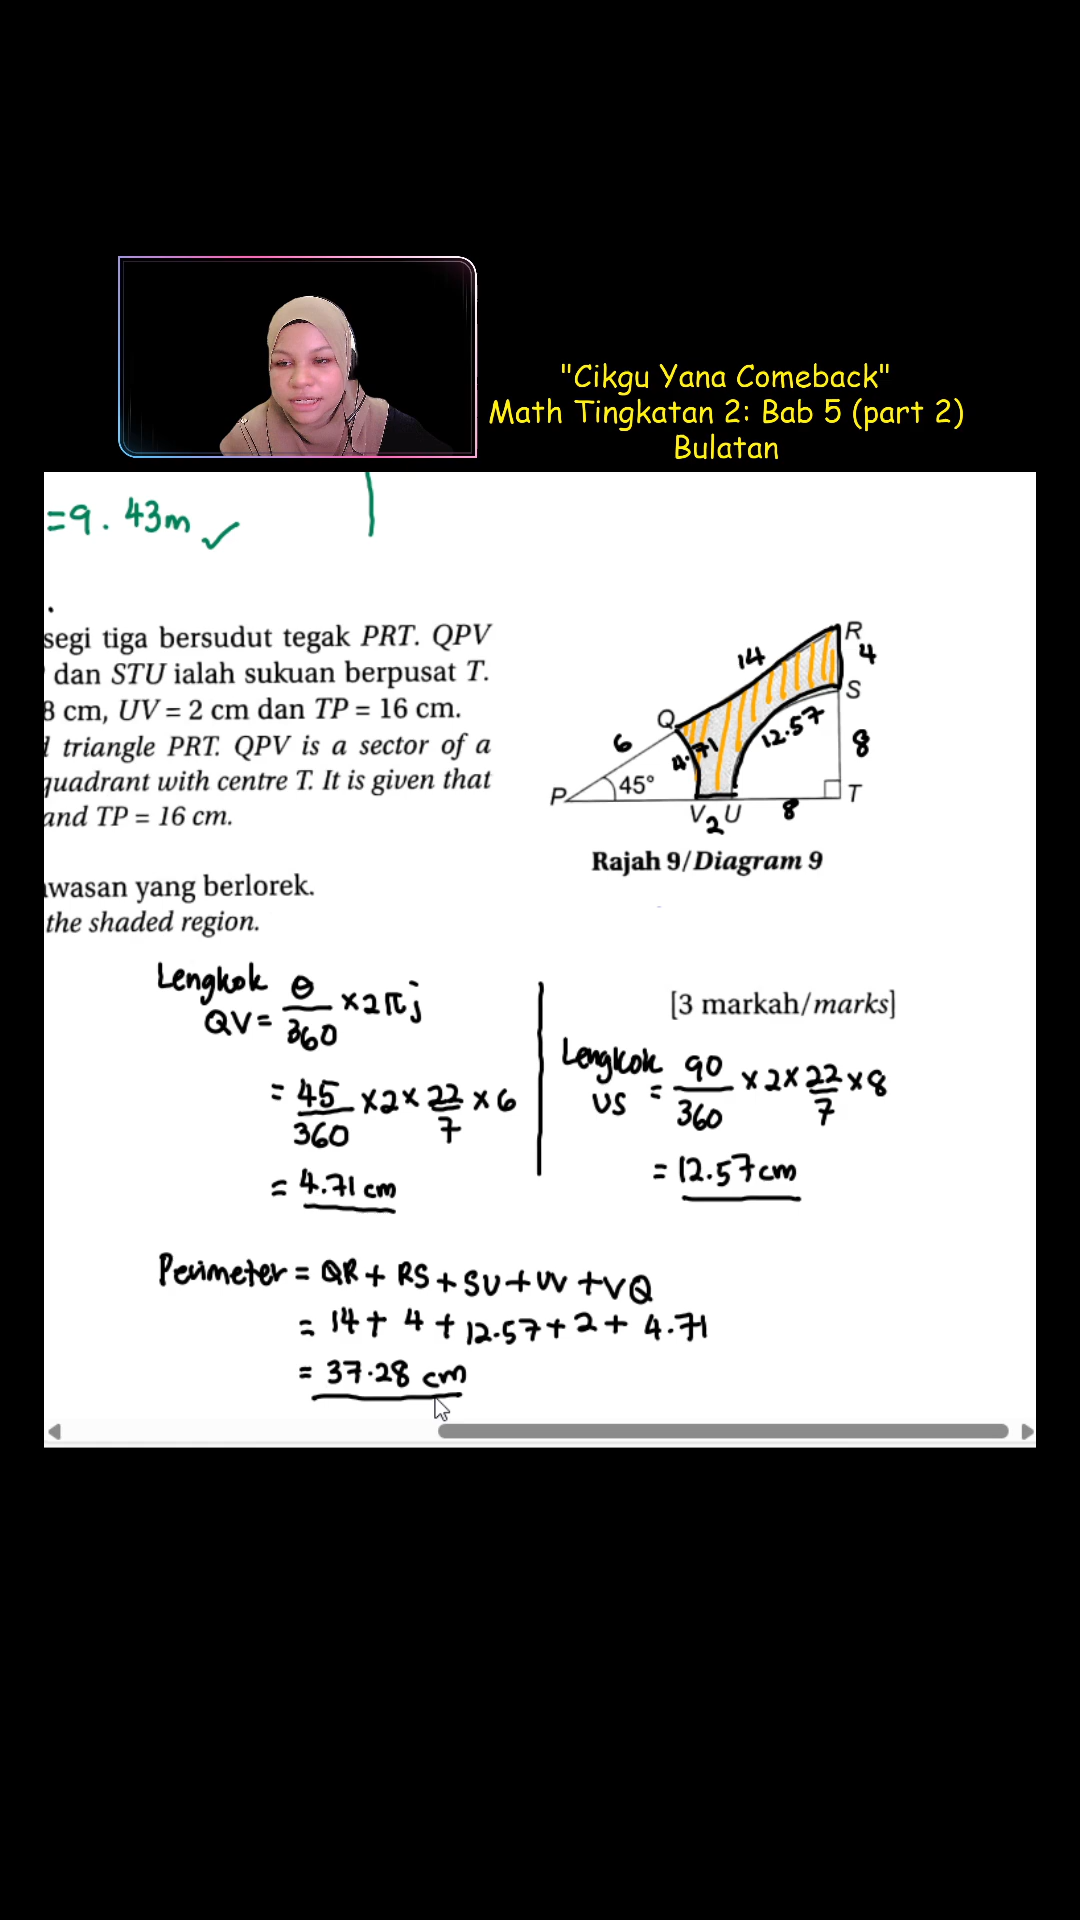 "Cikgu Yana Comeback"
Math Tingkatan 2: Bab 5 (part 2)
Bulatan
=9.43m ✓
segi tiga bersudut tegak PRT. QPV
dan STU ialah sukuan berpusat T.
8 cm, UV = 2 cm dan TP = 16 cm.
triangle PRT. QPV is a sector of a
quadrant with centre T. It is given that
and TP = 16 cm.
wasan yang berlorek.
the shaded region.
R
14
4
S
Q
12.57
6
4.71
8
P
45°
T
V
2
U
8
Rajah 9/Diagram 9
[3 markah/marks]
Lengkok QV = θ/360 × 2πj
= 45/360 × 2 × 22/7 × 6
= 4.71 cm
Lengkok US = 90/360 × 2 × 22/7 × 8
= 12.57 cm
Perimeter = QR + RS + SU + UV + VQ
= 14 + 4 + 12.57 + 2 + 4.71
= 37.28 cm